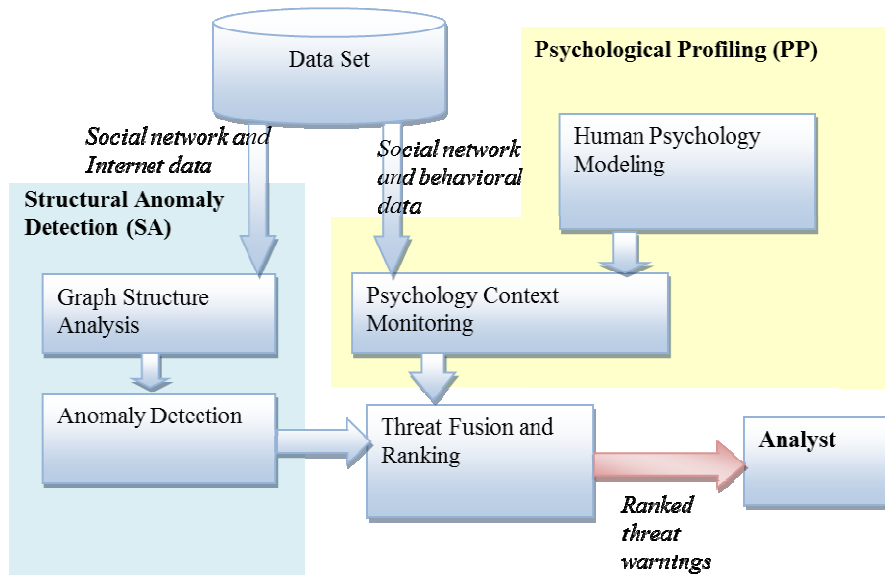 Data Set
Psychological Profiling (PP)
Social network and
Internet data
Social network
and behavioral
data
Human Psychology
Modeling
Structural Anomaly
Detection (SA)
Graph Structure
Analysis
Psychology Context
Monitoring
Anomaly Detection
Threat Fusion and
Ranking
Analyst
Ranked
threat
warnings